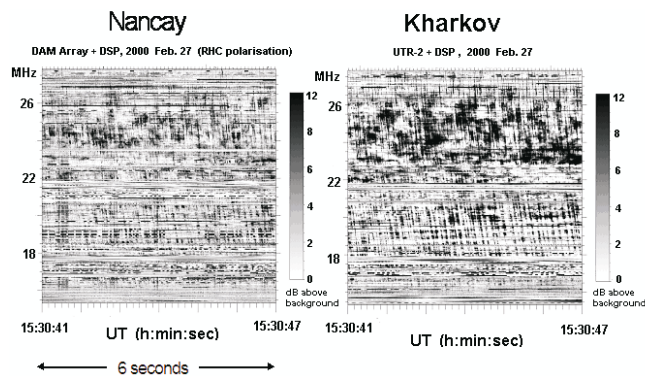 Nancay
DAM Array + DSP, 2000 Feb. 27 (RHC polarisation)
MHz
26
22
18
12
10
8
6
4
2
0
dB above
background
15:30:41
15:30:47
UT (h:min:sec)
6 seconds
Kharkov
UTR-2 + DSP , 2000 Feb. 27
MHz
26
22
18
12
10
8
6
4
2
0
dB above
background
15:30:41
15:30:47
UT (h:min:sec)